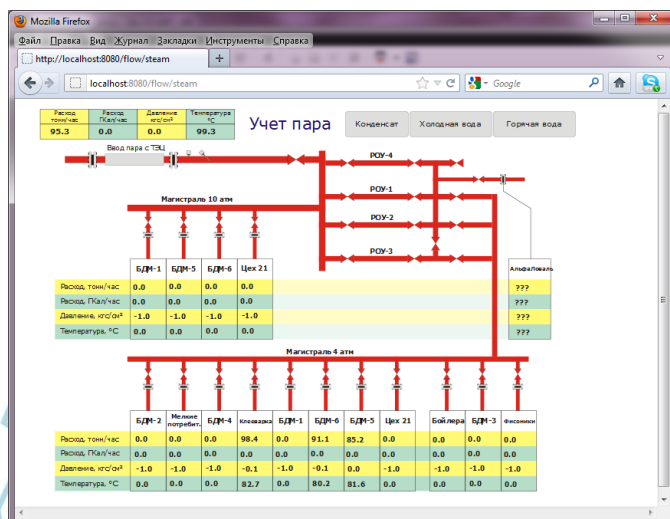 Mozilla Firefox
Файл Правка Вид Журнал Закладки Инструменты Справка
http://localhost:8080/flow/steam
localhost:8080/flow/steam
Google
Расход тонн/час Расход ГКал/час Давление кгс/см² Температура °C
95.3 0.0 0.0 99.3
Учет пара
Конденсат Холодная вода Горячая вода
Ввод пара с ТЭЦ
РОУ-4
РОУ-1
Магистраль 10 атм
РОУ-2
РОУ-3
БДМ-1 БДМ-5 БДМ-6 Цех 21 АльфаЛоваль
Расход, тонн/час 0.0 0.0 0.0 0.0 ???
Расход, ГКал/час 0.0 0.0 0.0 0.0 ???
Давление, кгс/см² -1.0 -1.0 -1.0 -1.0 ???
Температура, °C 0.0 0.0 0.0 0.0 ???
Магистраль 4 атм
БДМ-2 Мелкие потребит. БДМ-4 Клееварка БДМ-1 БДМ-6 БДМ-5 Цех 21 Бойлера БДМ-3 Фисоники
Расход, тонн/час 0.0 0.0 0.0 98.4 0.0 91.1 85.2 0.0 0.0 0.0 0.0
Расход, ГКал/час 0.0 0.0 0.0 0.0 0.0 0.0 0.0 0.0 0.0 0.0 0.0
Давление, кгс/см² -1.0 -1.0 -1.0 -0.1 -1.0 -0.1 0.0 -1.0 -1.0 -1.0 -1.0
Температура, °C 0.0 0.0 0.0 82.7 0.0 80.2 81.6 0.0 0.0 0.0 0.0